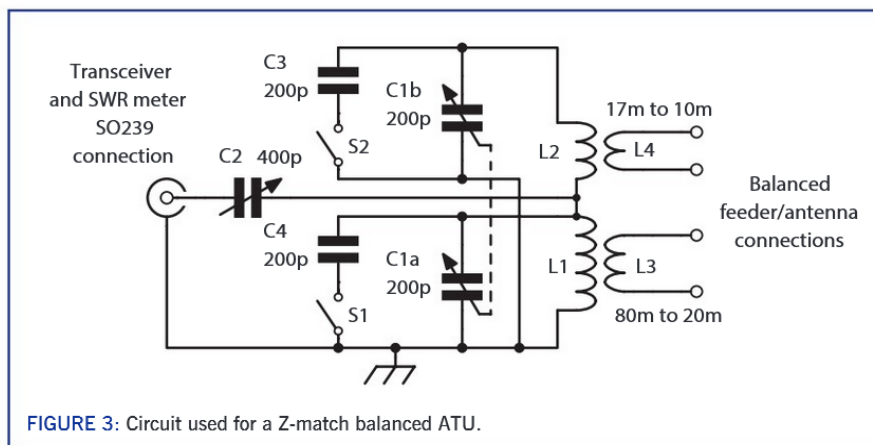 Transceiver
and SWR meter
SO239
connection
C2 400p
C3
200p
S2
C1b
200p
C4
200p
S1
C1a
200p
L2
L4
17m to 10m
Balanced
feeder/antenna
connections
L1
L3
80m to 20m
FIGURE 3: Circuit used for a Z-match balanced ATU.